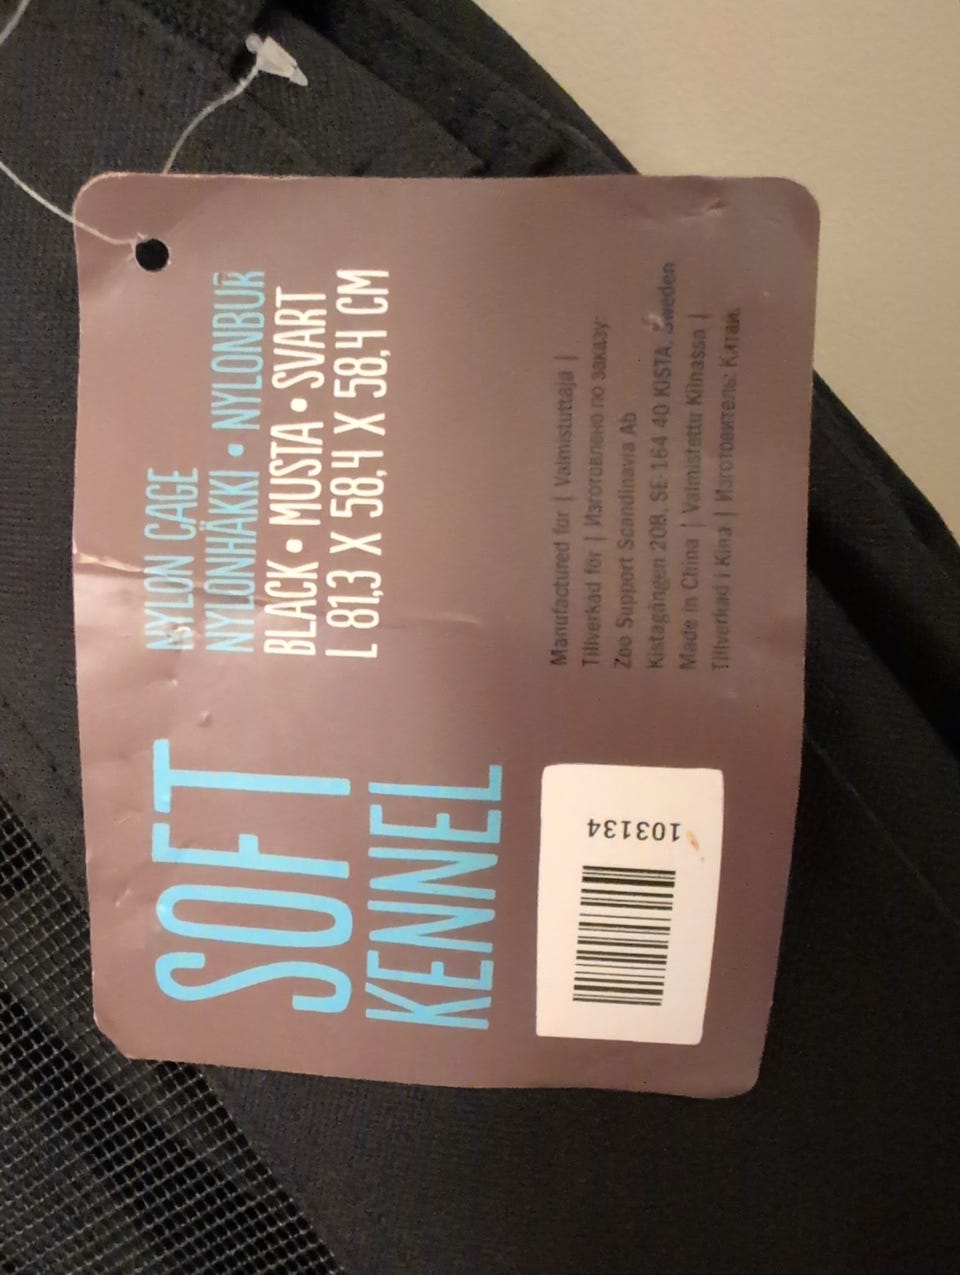 SOFT
KENNEL
NYLON CAGE
NYLONHÄKKI • NYLONBUR
BLACK • MUSTA • SVART
L 81,3 X 58,4 X 58,4 CM
103134
Manufactured for | Valmistuttaja |
Tillverkad för | Изготовлено по заказу:
Zoo Support Scandinavia Ab
Kistagången 20B, SE-164 40 KISTA, Sweden
Made in China | Valmistettu Kiinassa |
Tillverkad i Kina | Изготовитель: Китай.